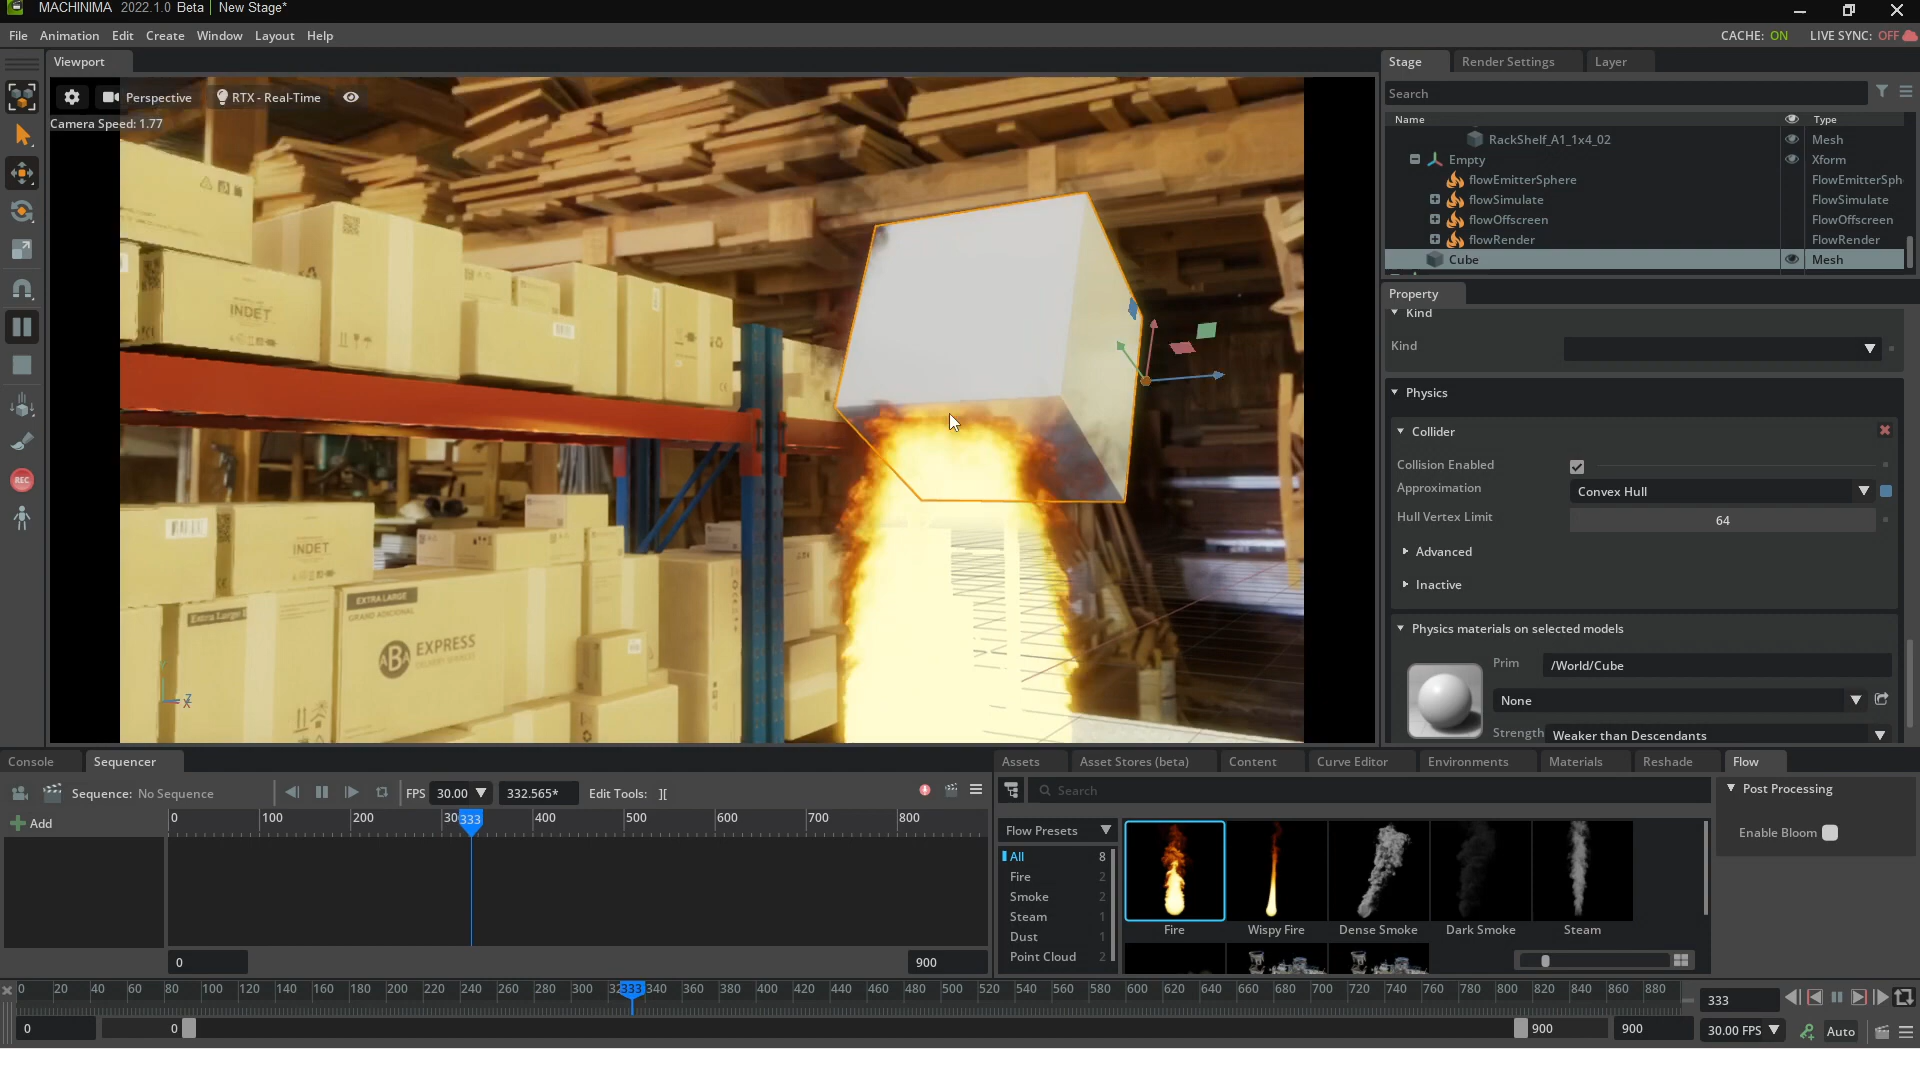 MACHINIMA 2022.1.0 Beta New Stage*
File Animation Edit Create Window Layout Help
CACHE: ON LIVE SYNC: OFF
Viewport
Perspective RTX - Real-Time
Camera Speed: 1.77
INDET
INDET
EXTRA LARGE
GRAND ADICIONAL
Extra Large
ABA EXPRESS
REC
Stage Render Settings Layer
Search
Name Type
RackShelf_A1_1x4_02 Mesh
Empty Xform
flowEmitterSphere FlowEmitterSph
flowSimulate FlowSimulate
flowOffscreen FlowOffscreen
flowRender FlowRender
Cube Mesh
Property
Kind
Kind
Physics
Collider
Collision Enabled
Approximation Convex Hull
Hull Vertex Limit 64
Advanced
Inactive
Physics materials on selected models
Prim /World/Cube
None
Strength Weaker than Descendants
Console Sequencer
Sequence: No Sequence FPS 30.00 332.565* Edit Tools: ][
Add
0 100 200 30 333 400 500 600 700 800
0 900
Assets Asset Stores (beta) Content Curve Editor Environments Materials Reshade Flow
Search
Flow Presets
All 8
Fire 2
Smoke 2
Steam 1
Dust 1
Point Cloud 2
Fire Wispy Fire Dense Smoke Dark Smoke Steam
Post Processing
Enable Bloom
0 20 40 60 80 100 120 140 160 180 200 220 240 260 280 300 32 333 340 360 380 400 420 440 460 480 500 520 540 560 580 600 620 640 660 680 700 720 740 760 780 800 820 840 860 880
333
0 0 900 900 30.00 FPS Auto